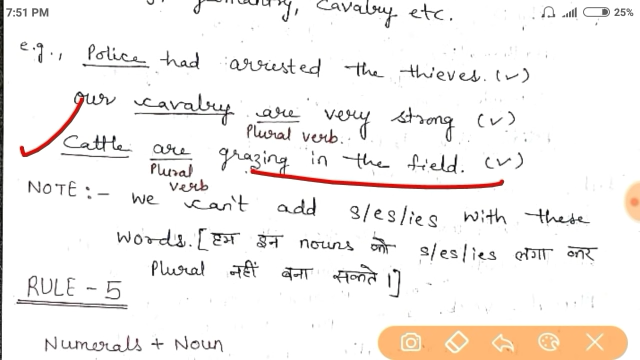 7:51 PM 25%
Cavalry etc.
e.g., Police had arrested the thieves. (✓)
our cavalry are very strong (✓)
Plural verb.
Cattle are grazing in the field. (✓)
Plural verb
NOTE :- we can't add s/es/ies with these
words. [हम इन nouns को s/es/ies लगा कर
Plural नहीं बना सकते।]
RULE - 5
Numerals + Noun